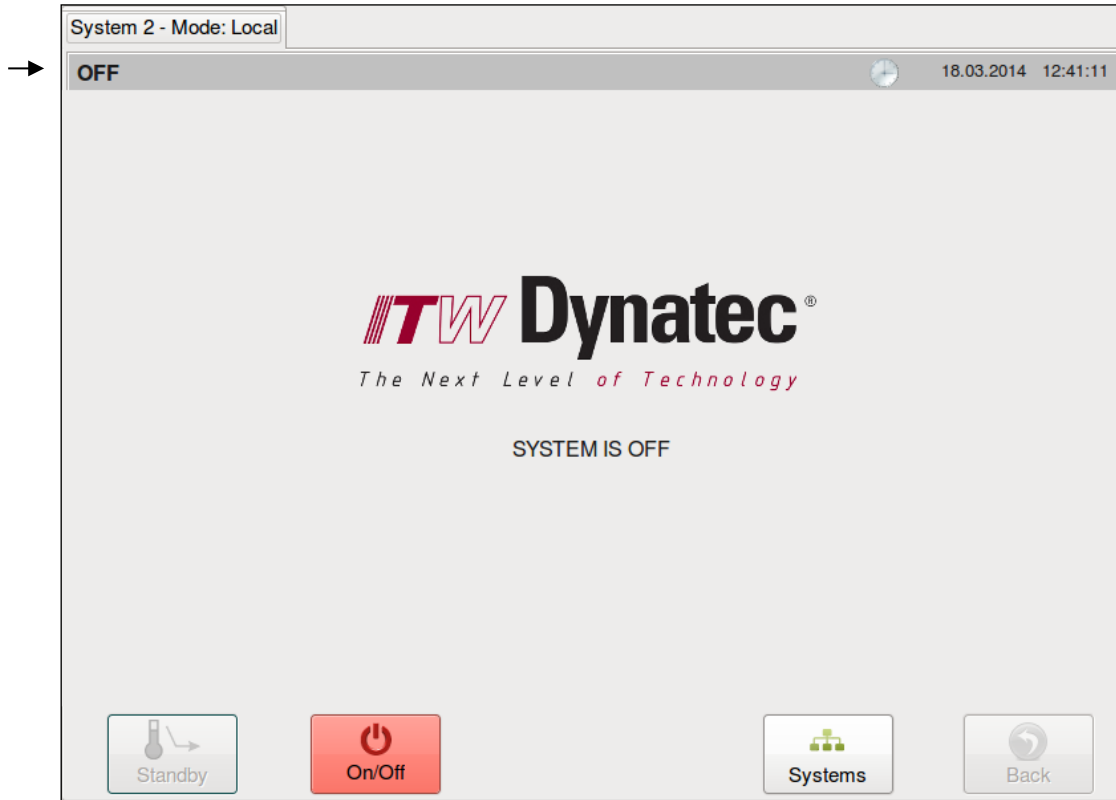 System 2 - Mode: Local
OFF 18.03.2014 12:41:11
ITW Dynatec ®
The Next Level of Technology
SYSTEM IS OFF
Standby On/Off Systems Back